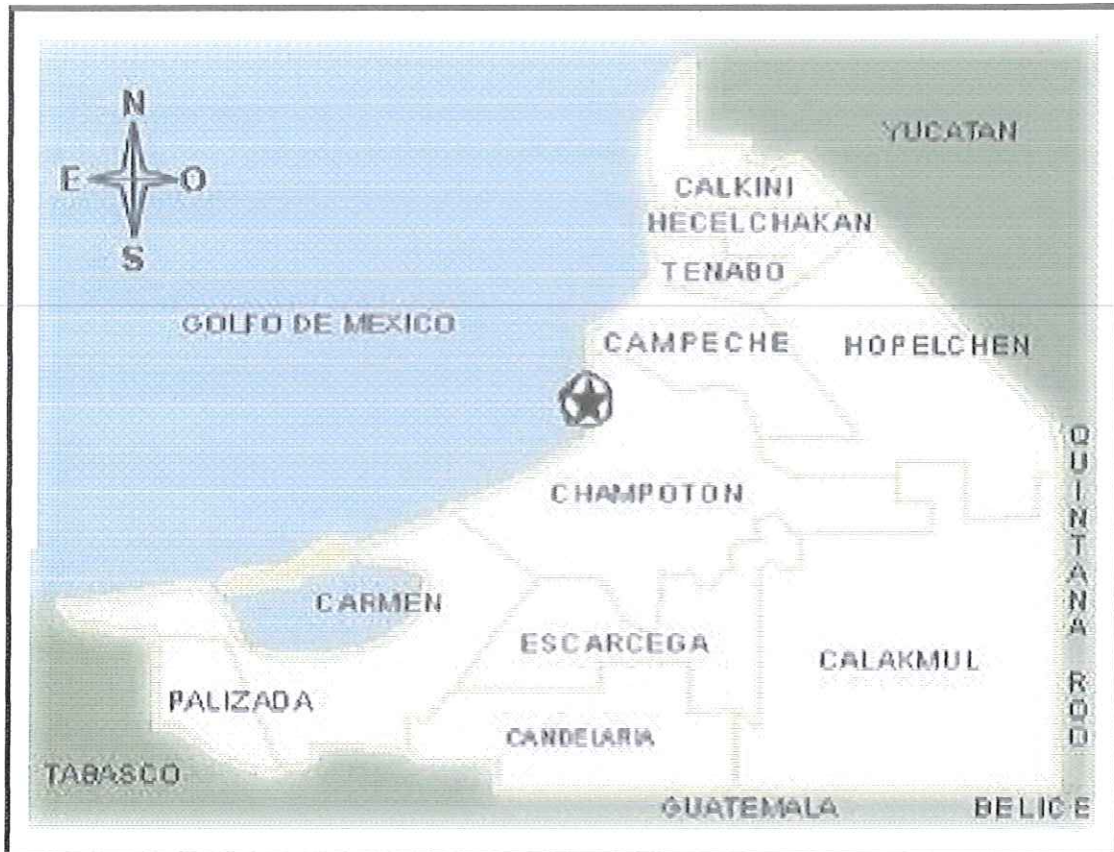 N
E O
S
YUCATAN
CALKINI
HECELCHAKAN
TENABO
GOLFO DE MEXICO
CAMPECHE
HOPELCHEN
QUINTANA ROO
CHAMPOTON
CARMEN
ESCARCEGA
CALAKMUL
PALIZADA
CANDELARIA
TABASCO
GUATEMALA
BELICE